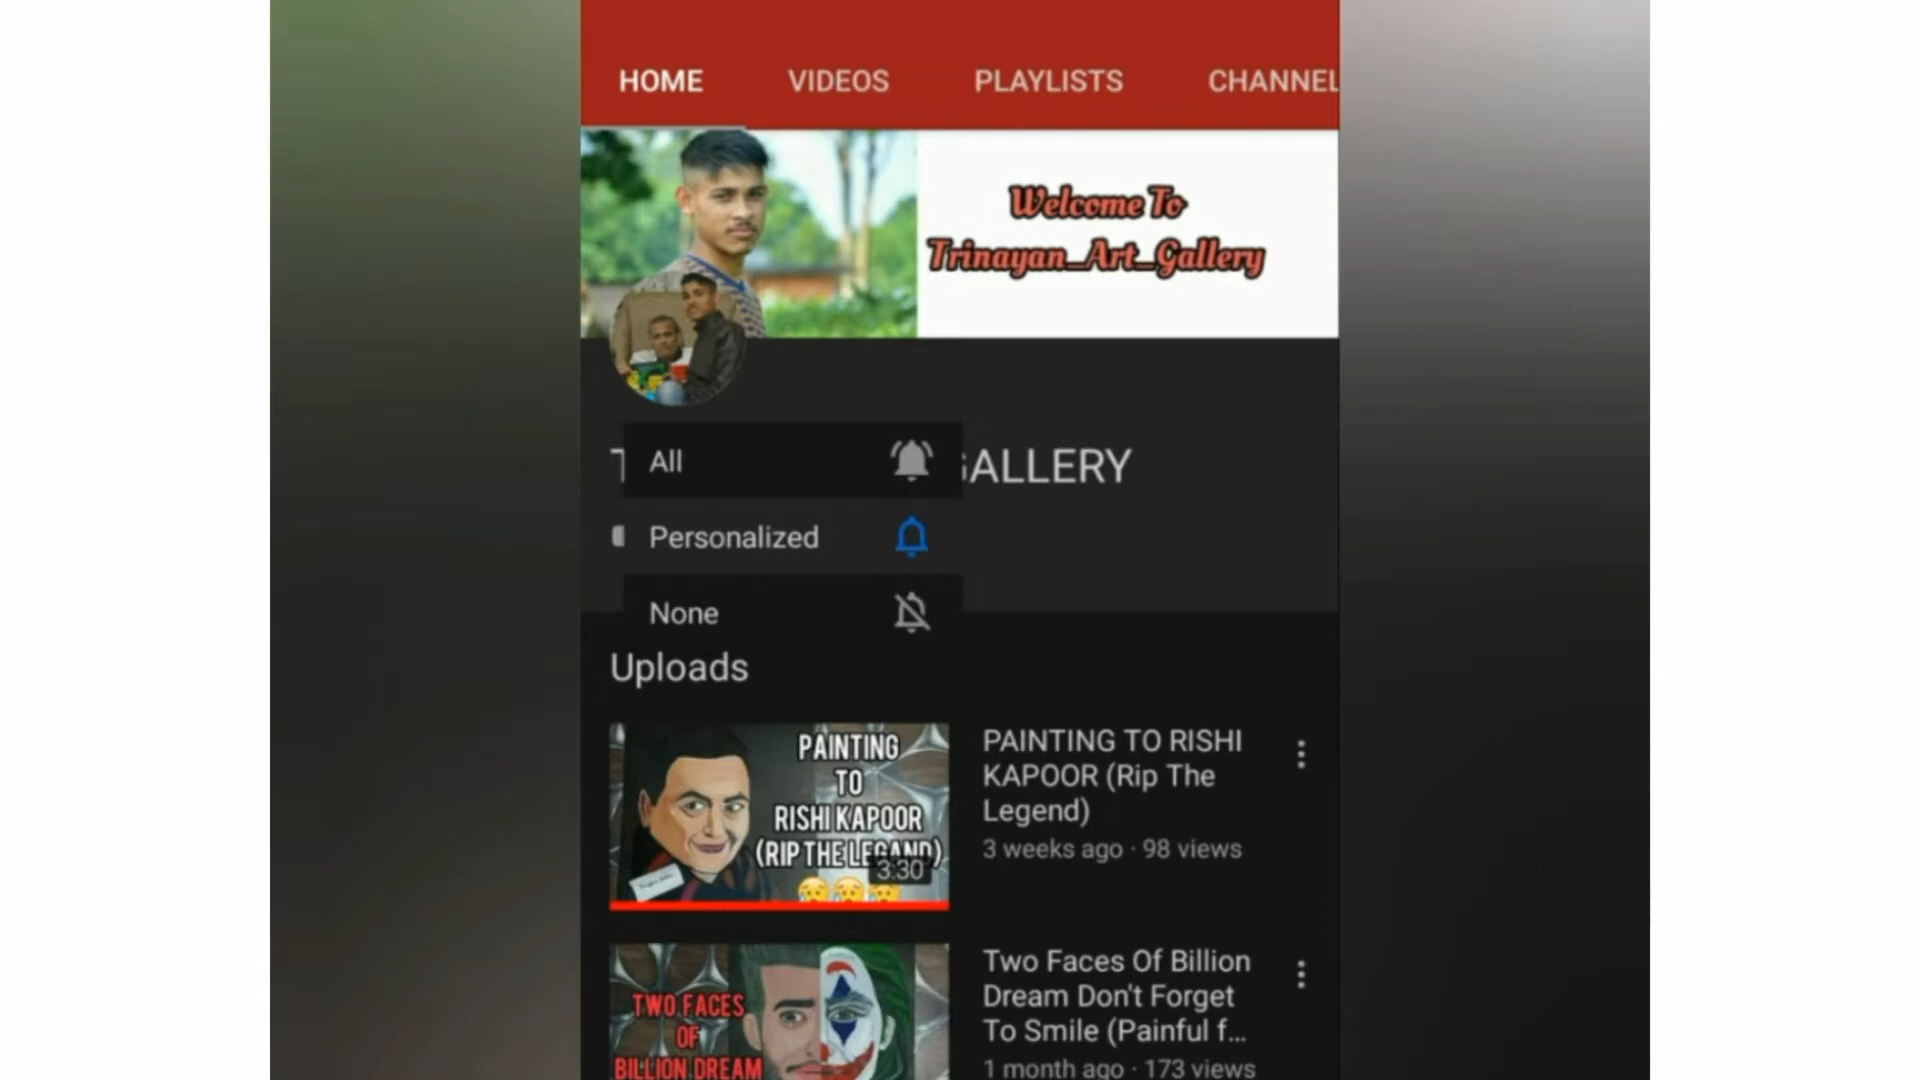 HOME VIDEOS PLAYLISTS CHANNEL
Welcome To
Trinayan_Art_Gallery
All
GALLERY
Personalized
None
Uploads
PAINTING
TO
RISHI KAPOOR
(RIP THE LEGAND)
3:30
PAINTING TO RISHI
KAPOOR (Rip The
Legend)
3 weeks ago · 98 views
TWO FACES
OF
BILLION DREAM
Two Faces Of Billion
Dream Don't Forget
To Smile (Painful f...
1 month ago · 173 views